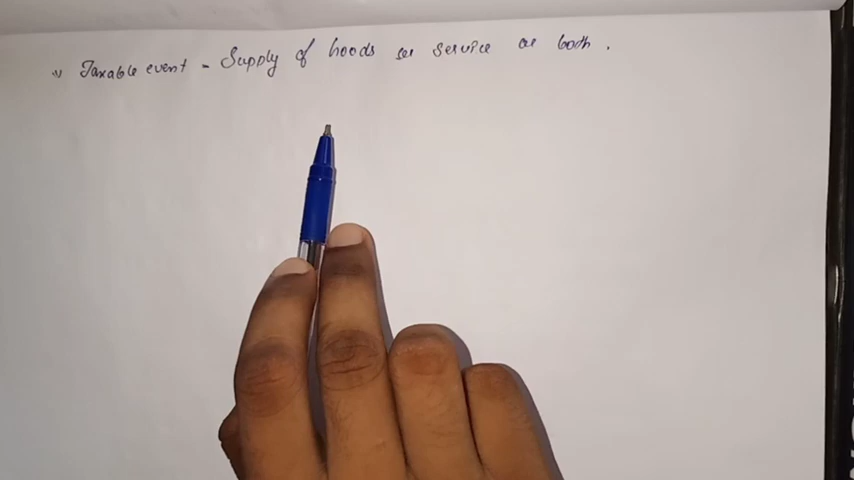 Taxable event - Supply of Goods or service or both.